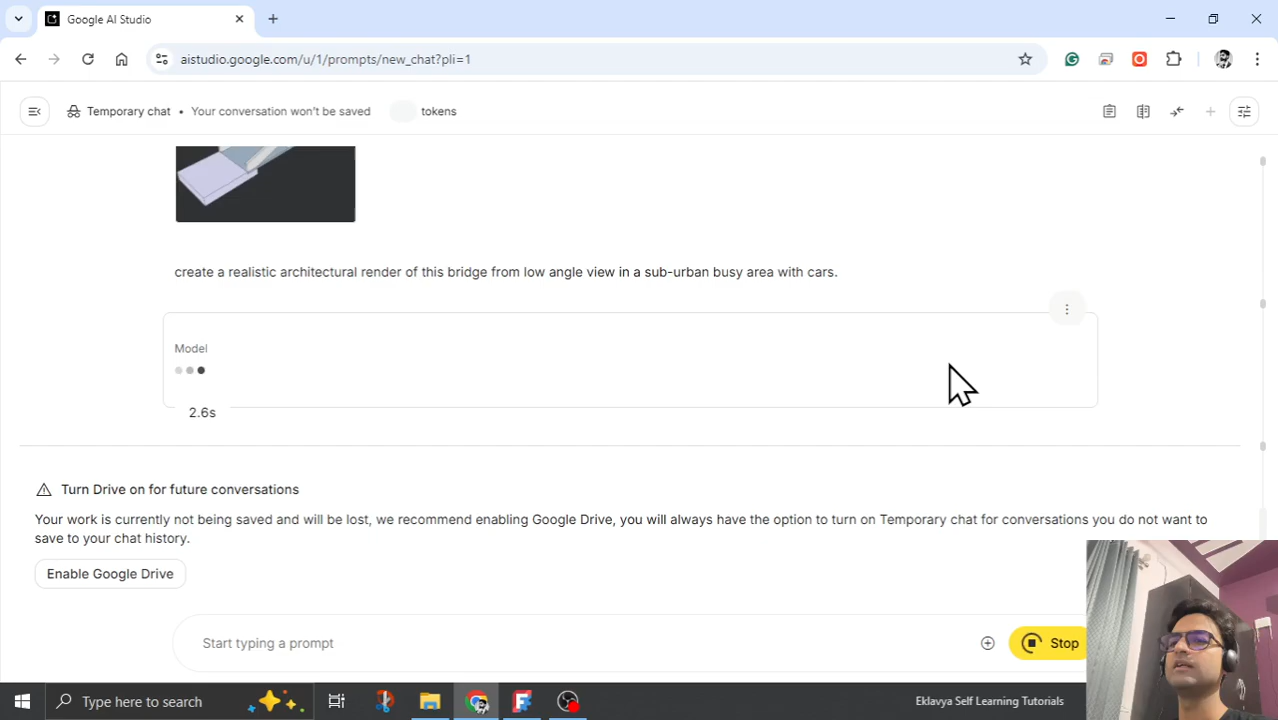 Google AI Studio
aistudio.google.com/u/1/prompts/new_chat?pli=1
Temporary chat • Your conversation won't be saved
tokens
create a realistic architectural render of this bridge from low angle view in a sub-urban busy area with cars.
Model
2.6s
Turn Drive on for future conversations
Your work is currently not being saved and will be lost, we recommend enabling Google Drive, you will always have the option to turn on Temporary chat for conversations you do not want to
save to your chat history.
Enable Google Drive
Start typing a prompt
Stop
Type here to search
Eklavya Self Learning Tutorials